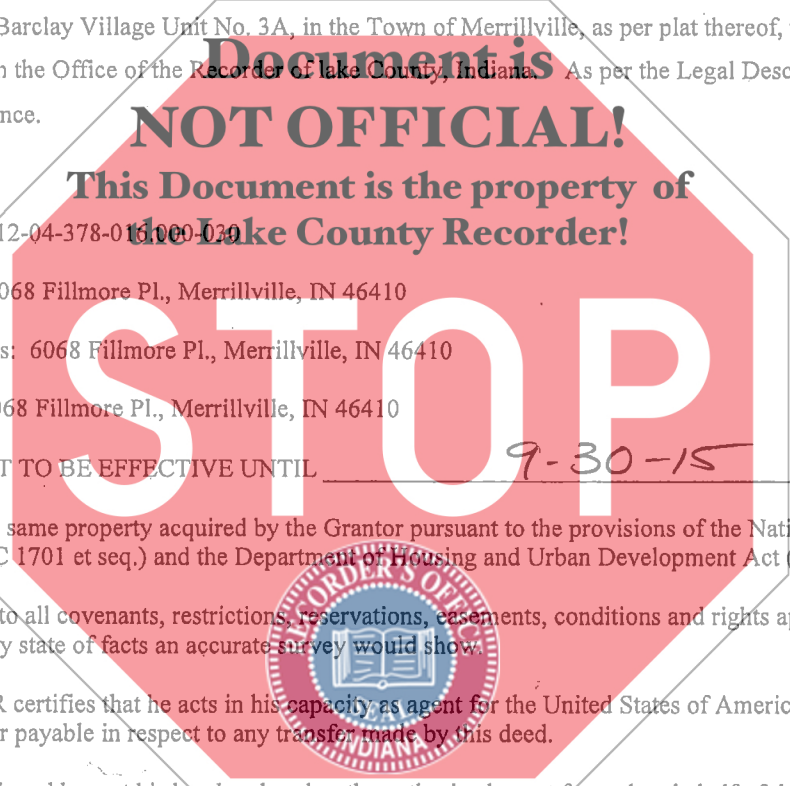 Barclay Village Unit No. 3A, in the Town of Merrillville, as per plat thereof,
the Office of the Recorder of lake County, Indiana. As per the Legal Desc
nce.
Document is
NOT OFFICIAL!
This Document is the property of
the Lake County Recorder!
12-04-378-016.000-030
068 Fillmore Pl., Merrillville, IN 46410
s: 6068 Fillmore Pl., Merrillville, IN 46410
068 Fillmore Pl., Merrillville, IN 46410
STOP
T TO BE EFFECTIVE UNTIL 9-30-15
same property acquired by the Grantor pursuant to the provisions of the Nati
C 1701 et seq.) and the Department of Housing and Urban Development Act (
to all covenants, restrictions, reservations, easements, conditions and rights ap
y state of facts an accurate survey would show.
R certifies that he acts in his capacity as agent for the United States of Americ
r payable in respect to any transfer made by this deed.
RECORDER'S OFFIC
SEAL
INDIANA